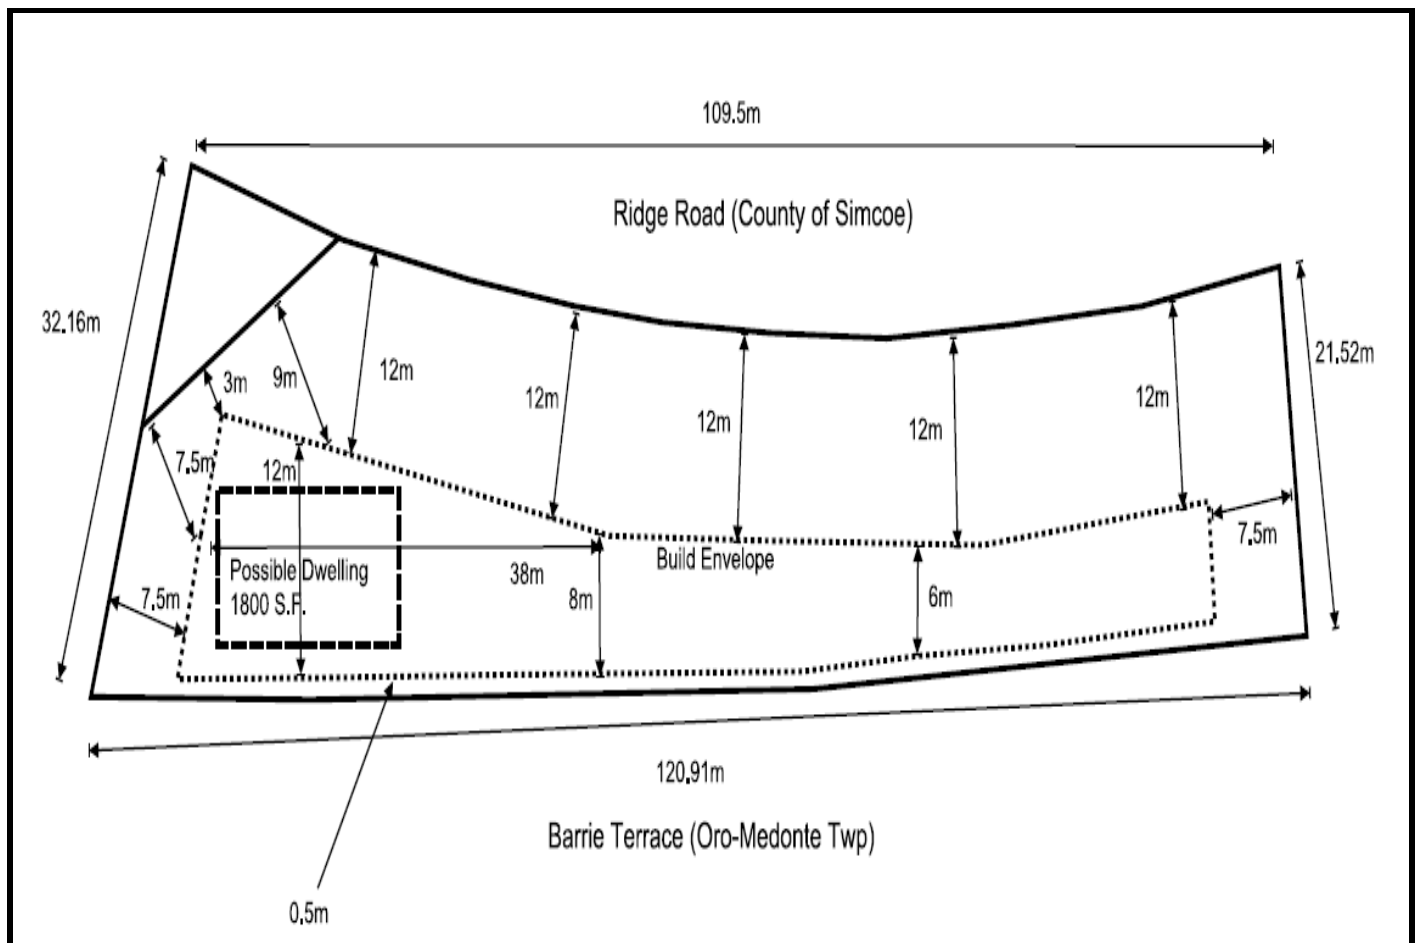 109.5m
Ridge Road (County of Simcoe)
32.16m
21.52m
3m
9m
12m
12m
12m
12m
12m
7.5m
12m
7.5m
Build Envelope
Possible Dwelling
1800 S.F.
38m
8m
6m
7.5m
120.91m
Barrie Terrace (Oro-Medonte Twp)
0.5m